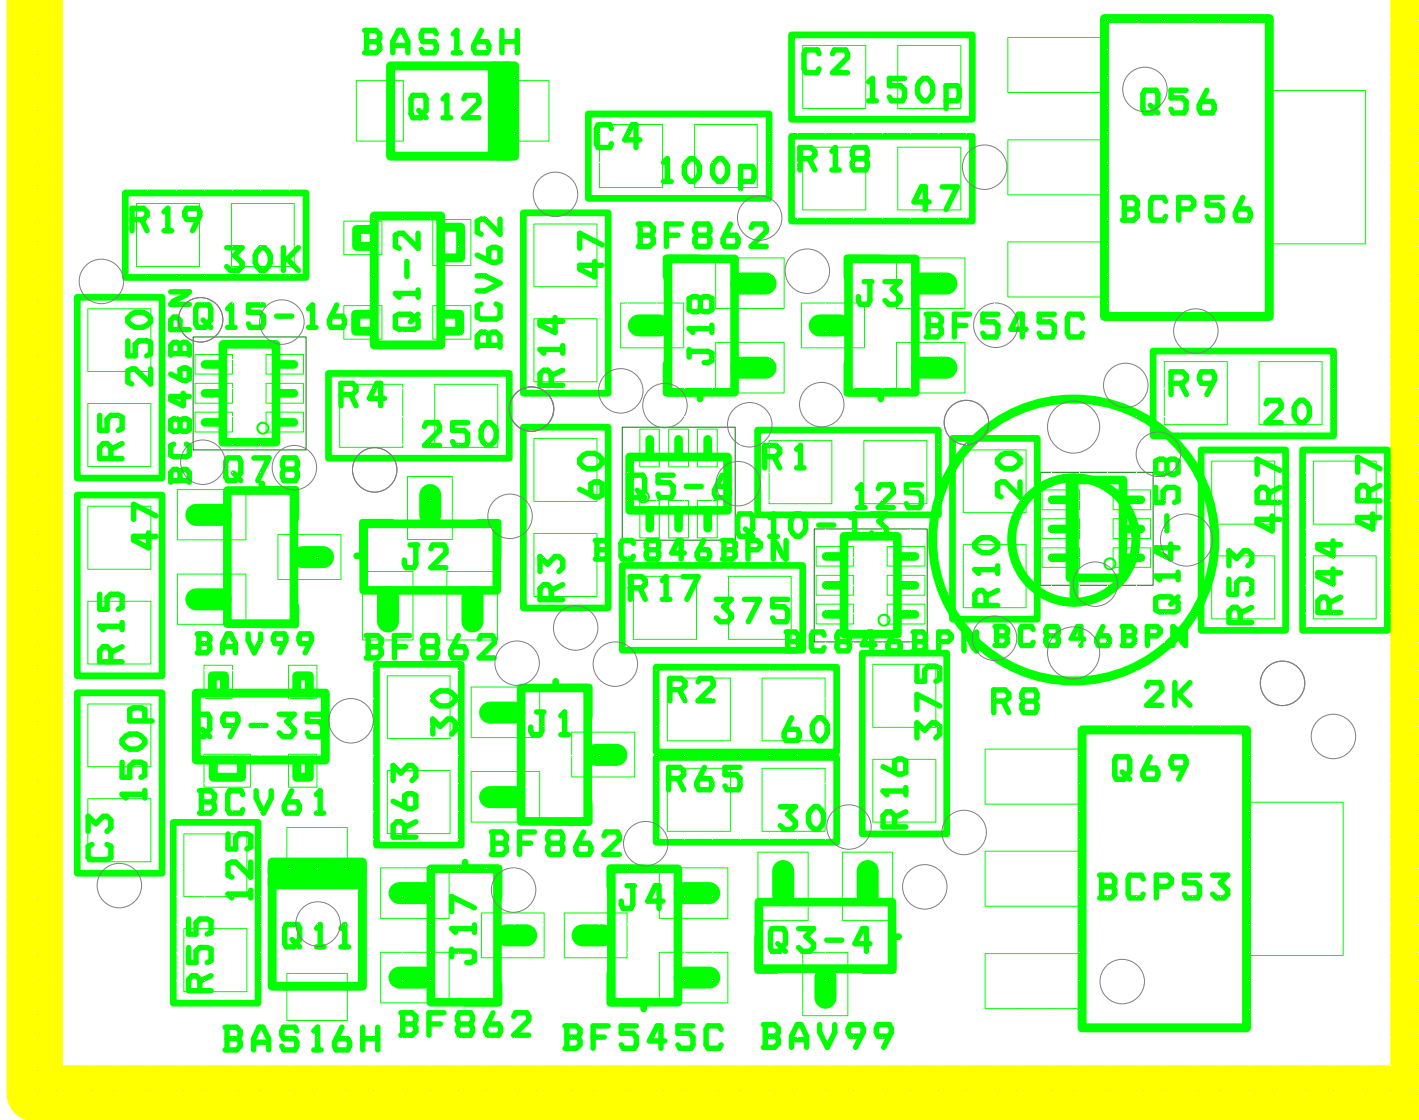 BAS16H
Q12
C2
150p
Q56
BCP56
C4
100p
R18
47
R19
30K
Q1-2
BCV62
47
R14
BF862
J18
J3
BF545C
250
R5
BC846BPN
Q15-16
R4
250
R9
20
Q78
60
R3
Q5-6
BC846BPN
R1
125
Q10-13
BC846BPN
20
R10
Q14-58
BC846BPN
4R7
R53
4R7
R44
47
R15
BAV99
J2
BF862
R17
375
R8
2K
150p
C3
Q9-35
BCV61
30
R63
J1
BF862
R2
60
R65
30
375
R16
Q69
BCP53
125
R55
Q11
BAS16H
J17
BF862
J4
BF545C
Q3-4
BAV99